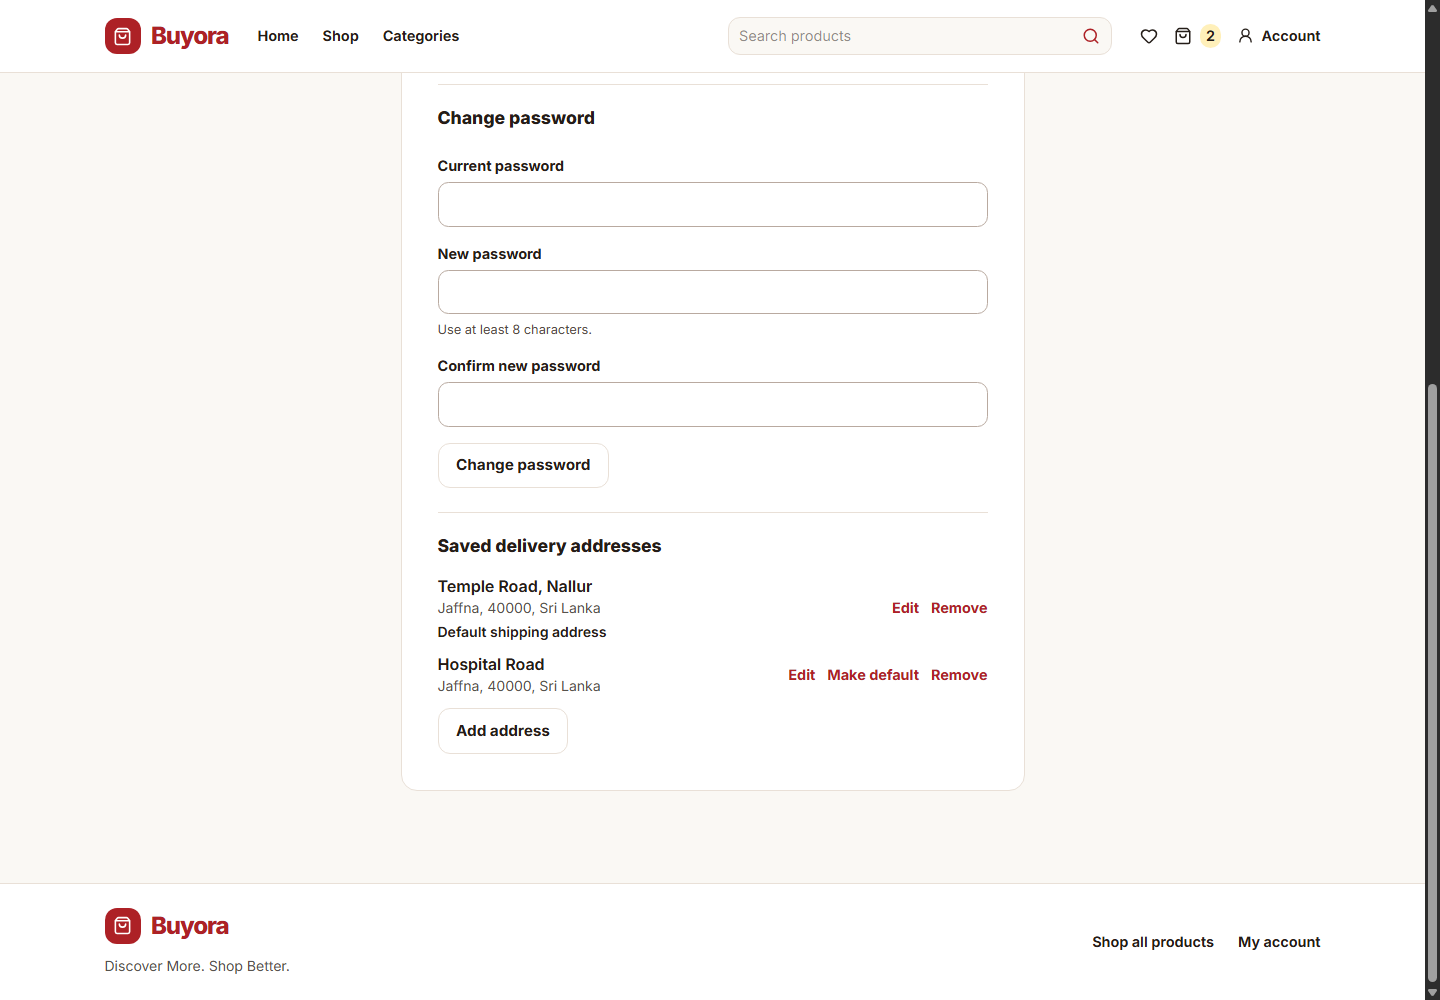 Buyora
Home
Shop
Categories
Search products
2
Account
Change password
Current password
New password
Use at least 8 characters.
Confirm new password
Change password
Saved delivery addresses
Temple Road, Nallur
Jaffna, 40000, Sri Lanka
Edit Remove
Default shipping address
Hospital Road
Edit Make default Remove
Jaffna, 40000, Sri Lanka
Add address
Buyora
Discover More. Shop Better.
Shop all products
My account